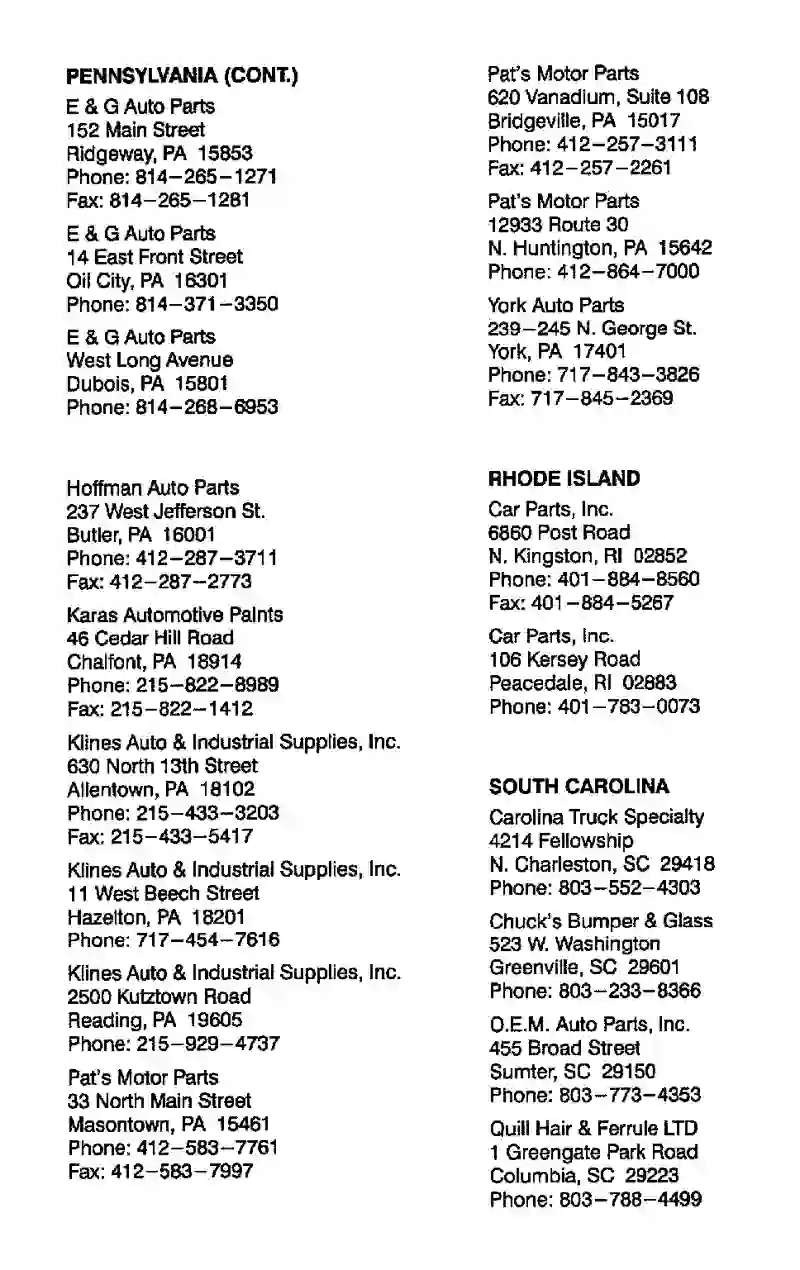 PENNSYLVANIA (CONT.)
E & G Auto Parts
152 Main Street
Ridgeway, PA 15853
Phone: 814–265–1271
Fax: 814–265–1281
E & G Auto Parts
14 East Front Street
Oil City, PA 16301
Phone: 814–371–3350
E & G Auto Parts
West Long Avenue
Dubois, PA 15801
Phone: 814–268–6953
Hoffman Auto Parts
237 West Jefferson St.
Butler, PA 16001
Phone: 412–287–3711
Fax: 412–287–2773
Karas Automotive Paints
46 Cedar Hill Road
Chalfont, PA 18914
Phone: 215–822–8989
Fax: 215–822–1412
Klines Auto & Industrial Supplies, Inc.
630 North 13th Street
Allentown, PA 18102
Phone: 215–433–3203
Fax: 215–433–5417
Klines Auto & Industrial Supplies, Inc.
11 West Beech Street
Hazelton, PA 18201
Phone: 717–454–7616
Klines Auto & Industrial Supplies, Inc.
2500 Kutztown Road
Reading, PA 19605
Phone: 215–929–4737
Pat's Motor Parts
33 North Main Street
Masontown, PA 15461
Phone: 412–583–7761
Fax: 412–583–7997
Pat's Motor Parts
620 Vanadium, Suite 108
Bridgeville, PA 15017
Phone: 412–257–3111
Fax: 412–257–2261
Pat's Motor Parts
12933 Route 30
N. Huntington, PA 15642
Phone: 412–864–7000
York Auto Parts
239–245 N. George St.
York, PA 17401
Phone: 717–843–3826
Fax: 717–845–2369
RHODE ISLAND
Car Parts, Inc.
6860 Post Road
N. Kingston, RI 02852
Phone: 401–884–8560
Fax: 401–884–5267
Car Parts, Inc.
106 Kersey Road
Peacedale, RI 02883
Phone: 401–783–0073
SOUTH CAROLINA
Carolina Truck Specialty
4214 Fellowship
N. Charleston, SC 29418
Phone: 803–552–4303
Chuck's Bumper & Glass
523 W. Washington
Greenville, SC 29601
Phone: 803–233–8366
O.E.M. Auto Parts, Inc.
455 Broad Street
Sumter, SC 29150
Phone: 803–773–4353
Quill Hair & Ferrule LTD
1 Greengate Park Road
Columbia, SC 29223
Phone: 803–788–4499